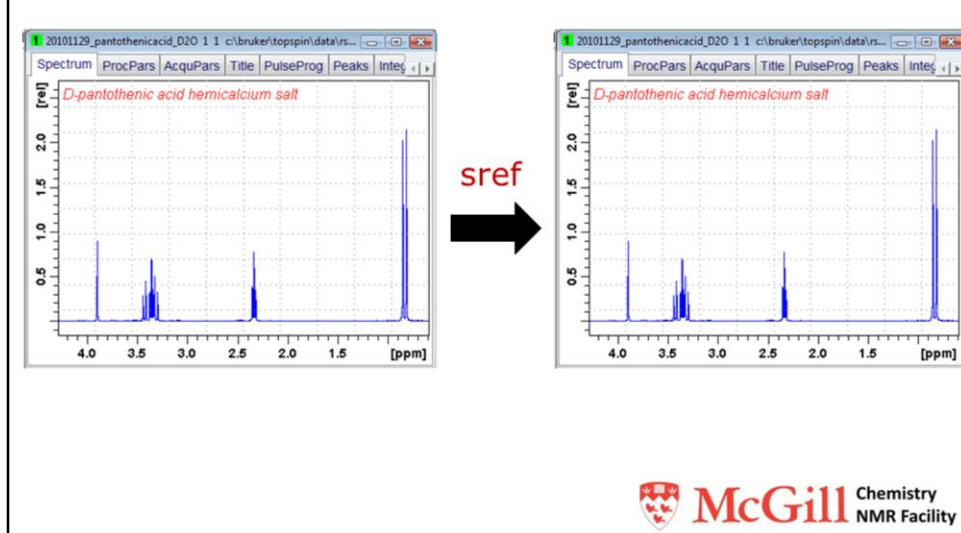 1 20101129_pantothenicacid_D2O 1 1 c:\bruker\topspin\data\rs...
Spectrum ProcPars AcquPars Title PulseProg Peaks Integ
[rel]
D-pantothenic acid hemicalcium salt
2.0
1.5
1.0
0.5
4.0 3.5 3.0 2.5 2.0 1.5 [ppm]
sref
1 20101129_pantothenicacid_D2O 1 1 c:\bruker\topspin\data\rs...
Spectrum ProcPars AcquPars Title PulseProg Peaks Integ
[rel]
D-pantothenic acid hemicalcium salt
2.0
1.5
1.0
0.5
4.0 3.5 3.0 2.5 2.0 1.5 [ppm]
McGill Chemistry
NMR Facility